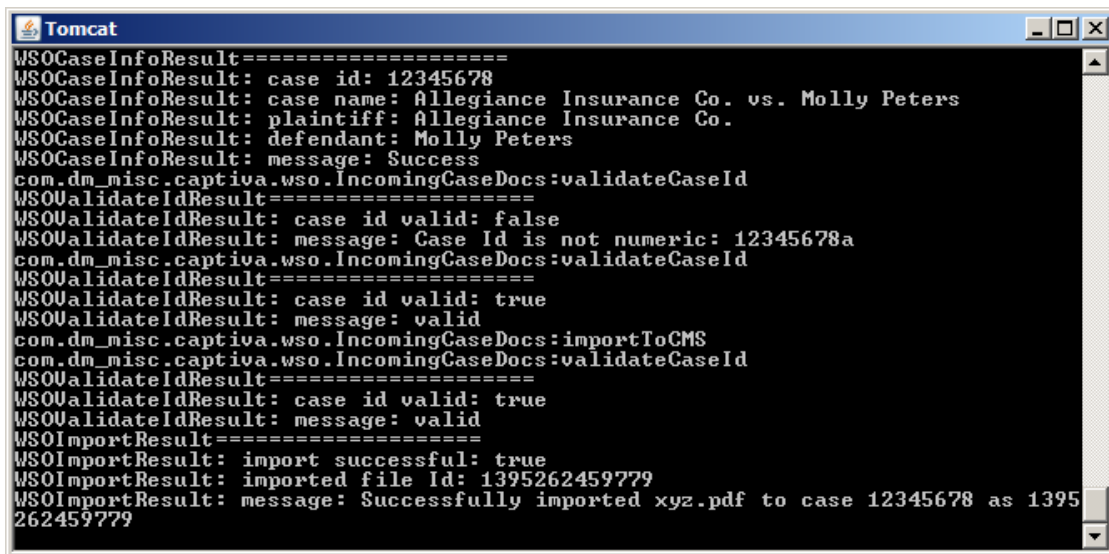 Tomcat
WSOCaseInfoResult====================
WSOCaseInfoResult: case id: 12345678
WSOCaseInfoResult: case name: Allegiance Insurance Co. vs. Molly Peters
WSOCaseInfoResult: plaintiff: Allegiance Insurance Co.
WSOCaseInfoResult: defendant: Molly Peters
WSOCaseInfoResult: message: Success
com.dm_misc.captiva.wso.IncomingCaseDocs:validateCaseId
WSOValidateIdResult====================
WSOValidateIdResult: case id valid: false
WSOValidateIdResult: message: Case Id is not numeric: 12345678a
com.dm_misc.captiva.wso.IncomingCaseDocs:validateCaseId
WSOValidateIdResult====================
WSOValidateIdResult: case id valid: true
WSOValidateIdResult: message: valid
com.dm_misc.captiva.wso.IncomingCaseDocs:importToCMS
com.dm_misc.captiva.wso.IncomingCaseDocs:validateCaseId
WSOValidateIdResult====================
WSOValidateIdResult: case id valid: true
WSOValidateIdResult: message: valid
WSOImportResult====================
WSOImportResult: import successful: true
WSOImportResult: imported file Id: 1395262459779
WSOImportResult: message: Successfully imported xyz.pdf to case 12345678 as 1395
262459779